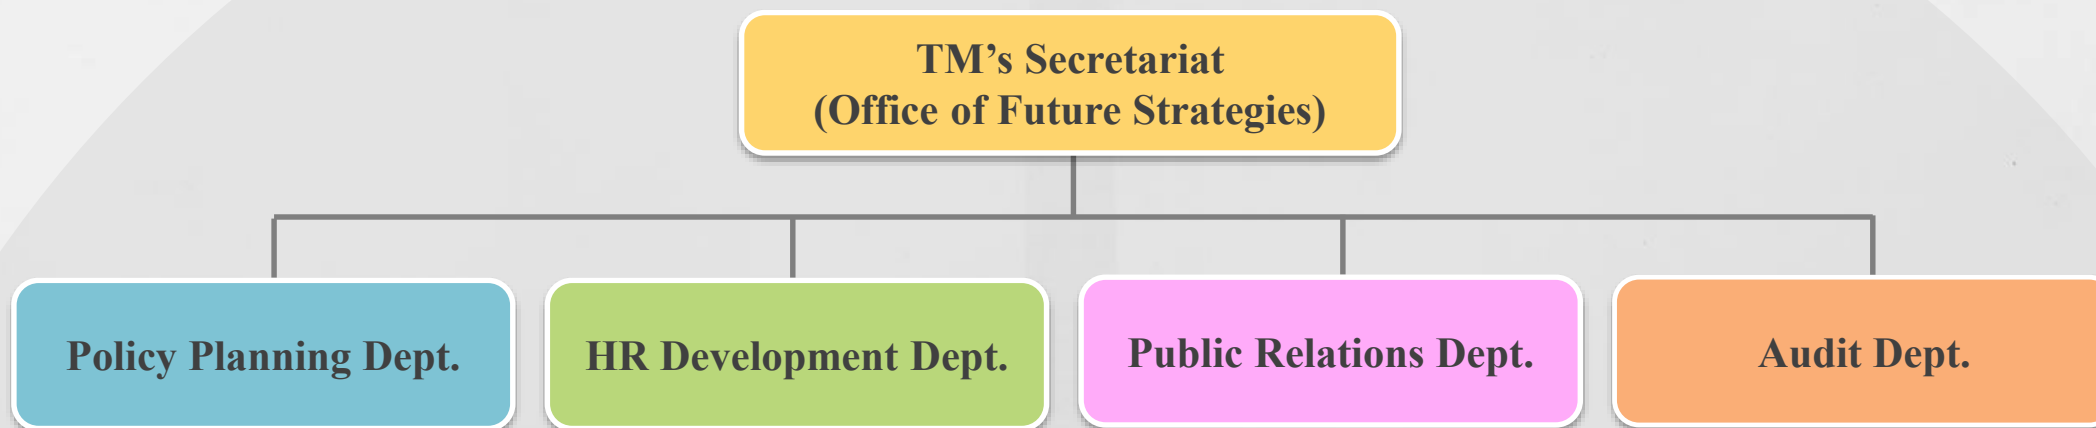 TM’s Secretariat
(Office of Future Strategies)
Policy Planning Dept.
HR Development Dept.
Public Relations Dept.
Audit Dept.